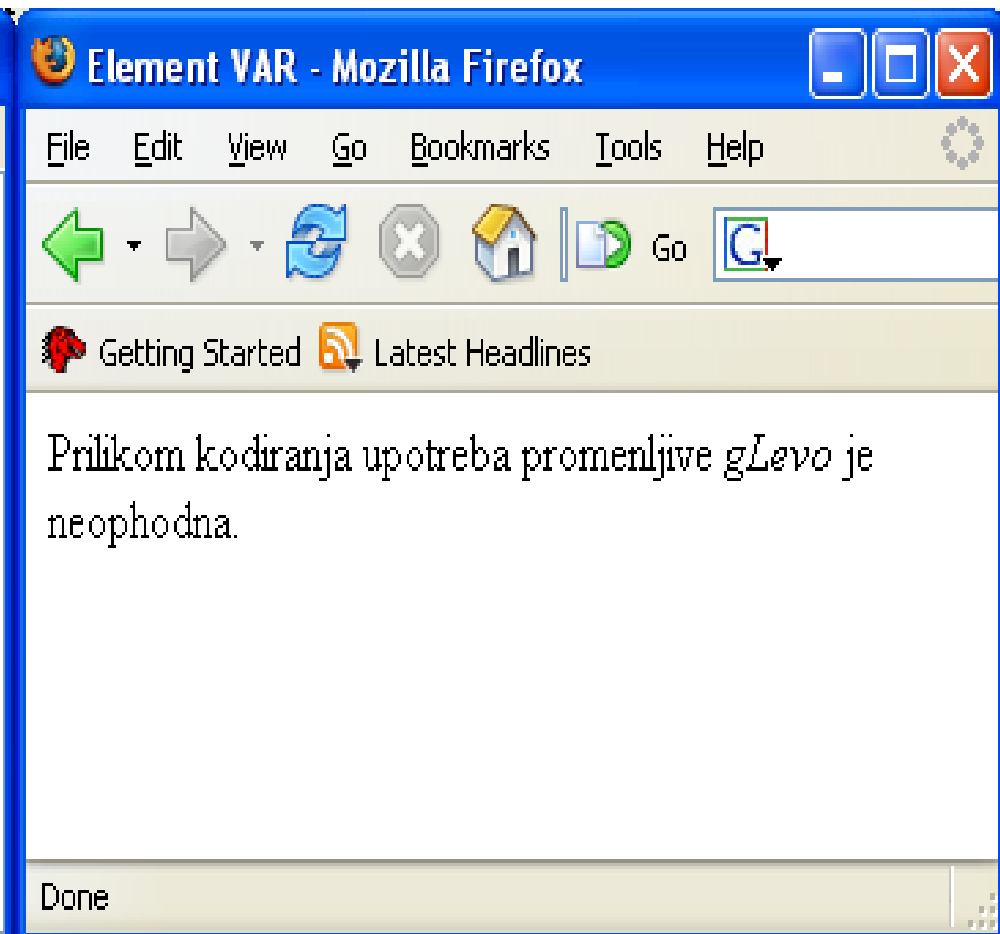 Element VAR - Mozilla Firefox
File Edit View Go Bookmarks Tools Help
Go G
Getting Started Latest Headlines
Prilikom kodiranja upotreba promenljive gLevo je
neophodna.
Done